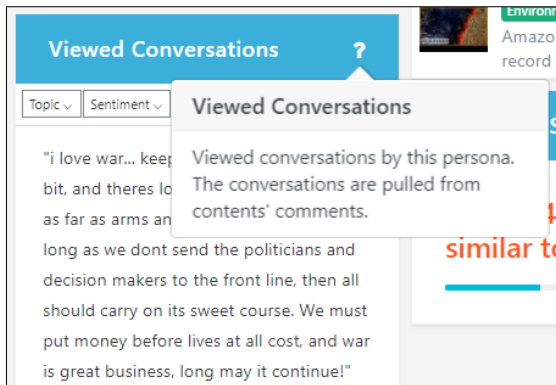 Viewed Conversations ?
Topic Sentiment
Viewed Conversations
Viewed conversations by this persona.
The conversations are pulled from
contents' comments.
"i love war... keep
bit, and theres lo
as far as arms an
long as we dont send the politicians and
decision makers to the front line, then all
should carry on its sweet course. We must
put money before lives at all cost, and war
is great business, long may it continue!"
Environm
Amazo
record
S
4
similar to